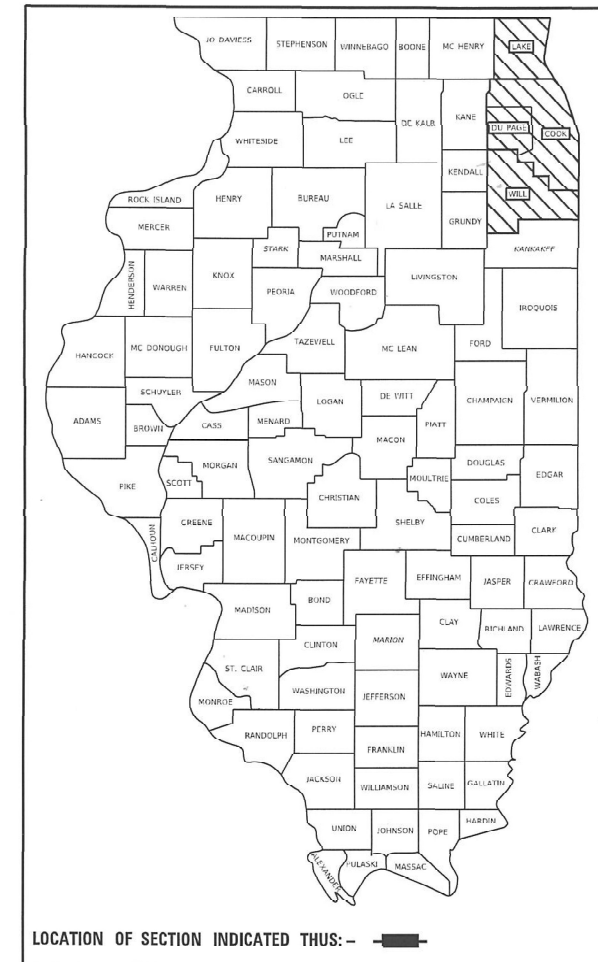 JO DAVIESS STEPHENSON WINNEBAGO BOONE MC HENRY LAKE
CARROLL OGLE DE KALB KANE DU PAGE COOK
WHITESIDE LEE KENDALL WILL
ROCK ISLAND HENRY BUREAU LA SALLE GRUNDY
MERCER PUTNAM
STARK MARSHALL KANKAKEE
HENDERSON WARREN KNOX PEORIA WOODFORD LIVINGSTON IROQUOIS
HANCOCK MC DONOUGH FULTON TAZEWELL MC LEAN FORD
SCHUYLER MASON LOGAN DE WITT CHAMPAIGN VERMILION
ADAMS BROWN CASS MENARD PIATT
MACON
PIKE SCOTT MORGAN SANGAMON MOULTRIE DOUGLAS EDGAR
CHRISTIAN COLES
CALHOUN GREENE MACOUPIN MONTGOMERY SHELBY CUMBERLAND CLARK
JERSEY FAYETTE EFFINGHAM JASPER CRAWFORD
MADISON BOND CLAY RICHLAND LAWRENCE
CLINTON MARION
ST. CLAIR WAYNE EDWARDS WABASH
MONROE WASHINGTON JEFFERSON
RANDOLPH PERRY FRANKLIN HAMILTON WHITE
JACKSON WILLIAMSON SALINE GALLATIN
UNION JOHNSON POPE HARDIN
ALEXANDER PULASKI MASSAC
LOCATION OF SECTION INDICATED THUS: –